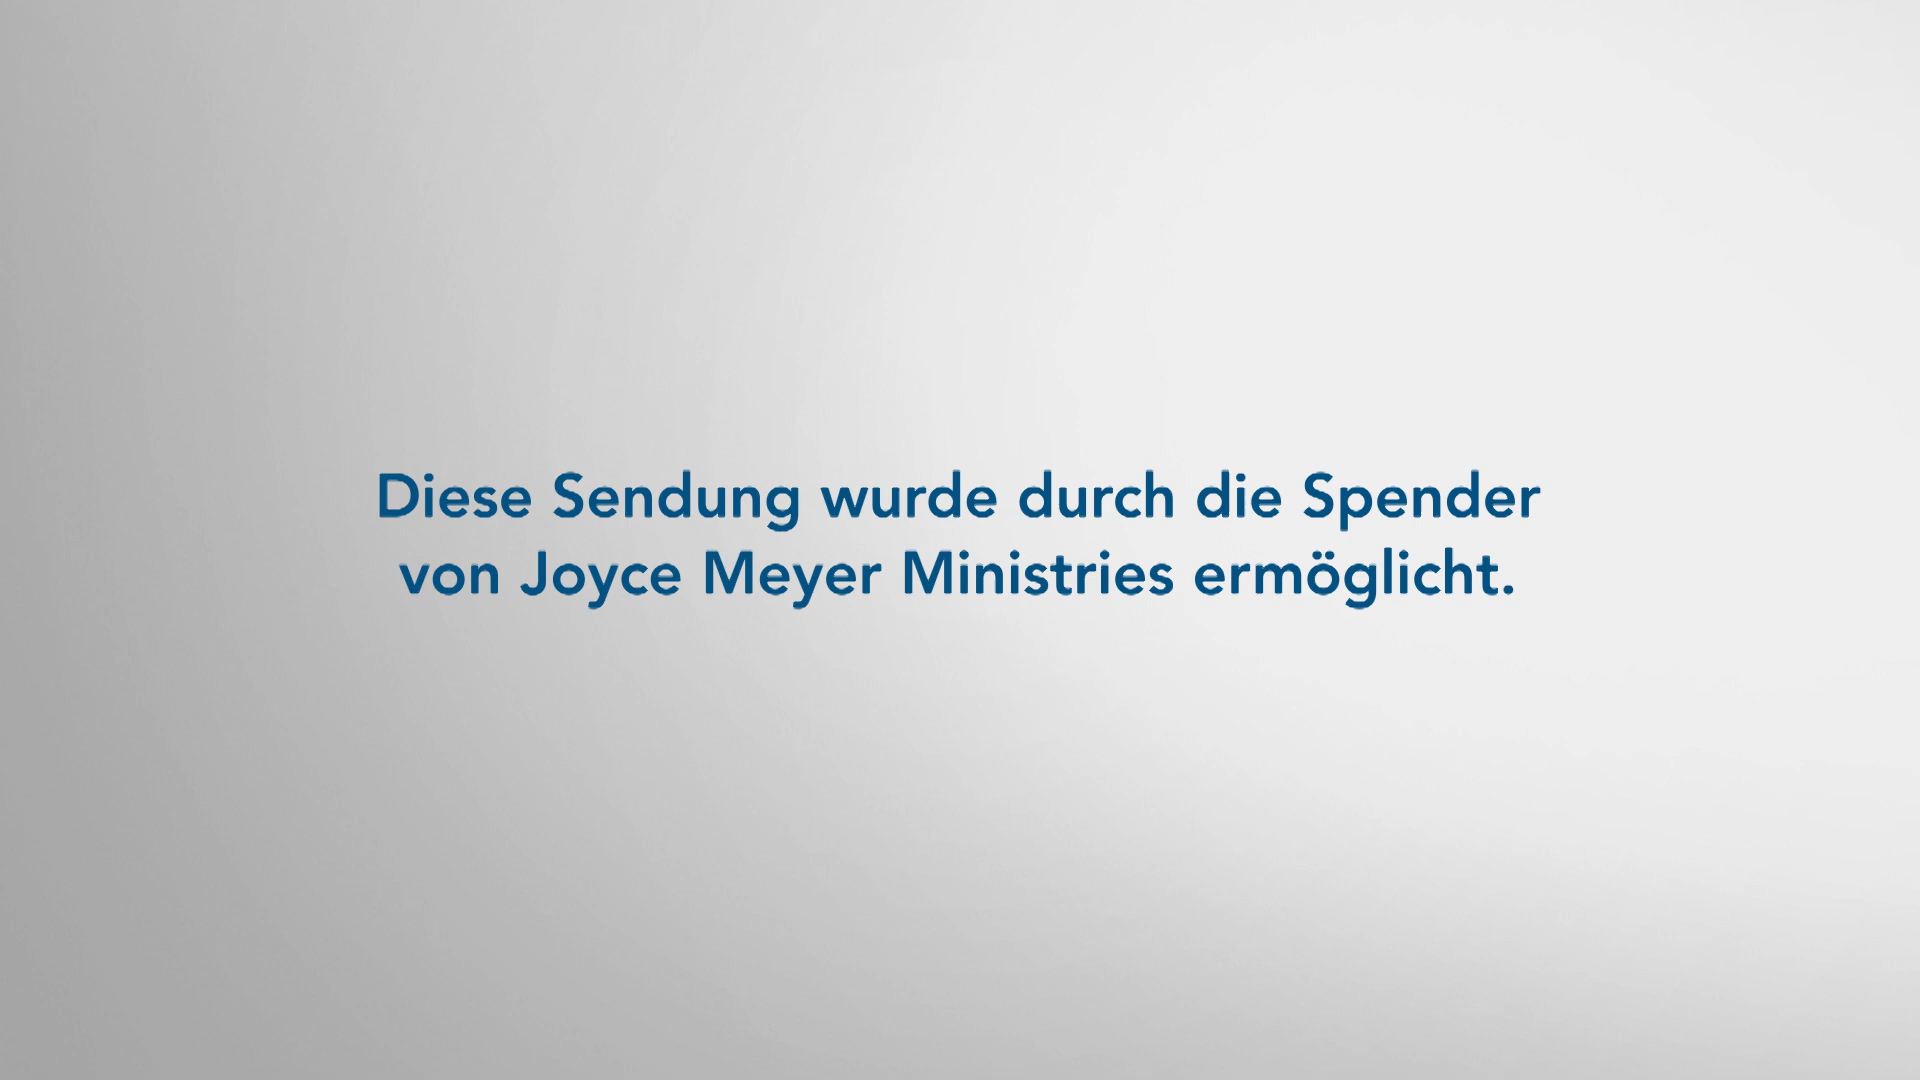 Diese Sendung wurde durch die Spender
von Joyce Meyer Ministries ermöglicht.